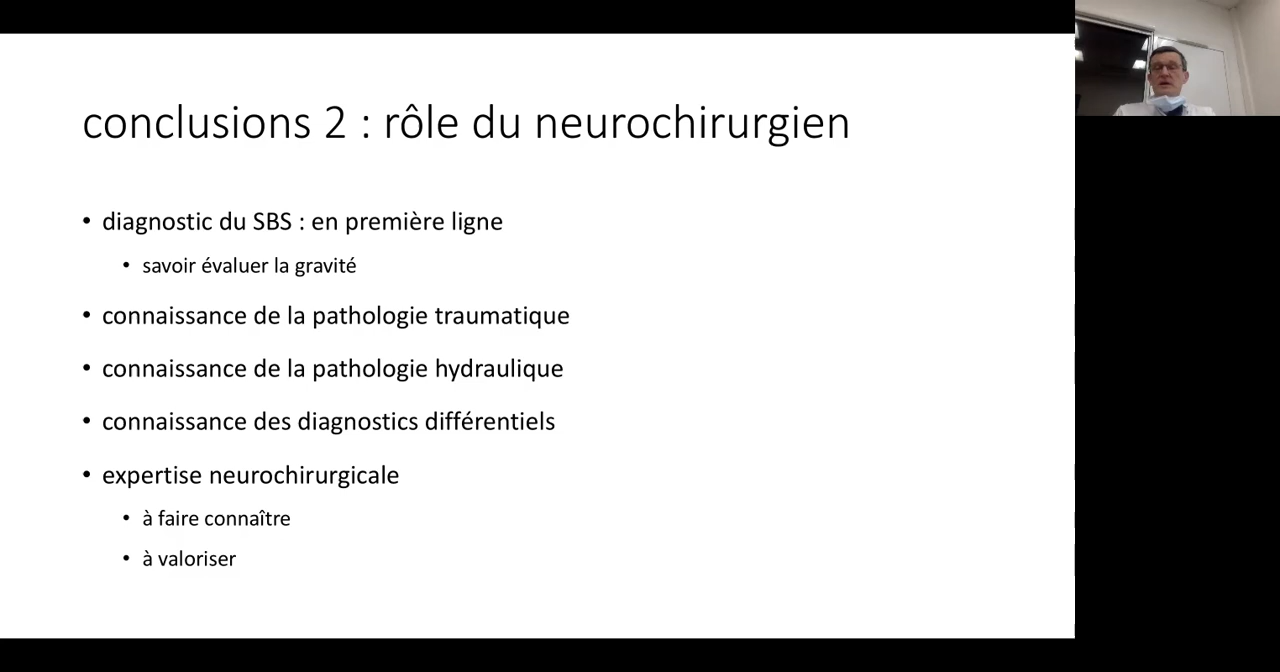 conclusions 2 : rôle du neurochirurgien
• diagnostic du SBS : en première ligne
• savoir évaluer la gravité
• connaissance de la pathologie traumatique
• connaissance de la pathologie hydraulique
• connaissance des diagnostics différentiels
• expertise neurochirurgicale
• à faire connaître
• à valoriser